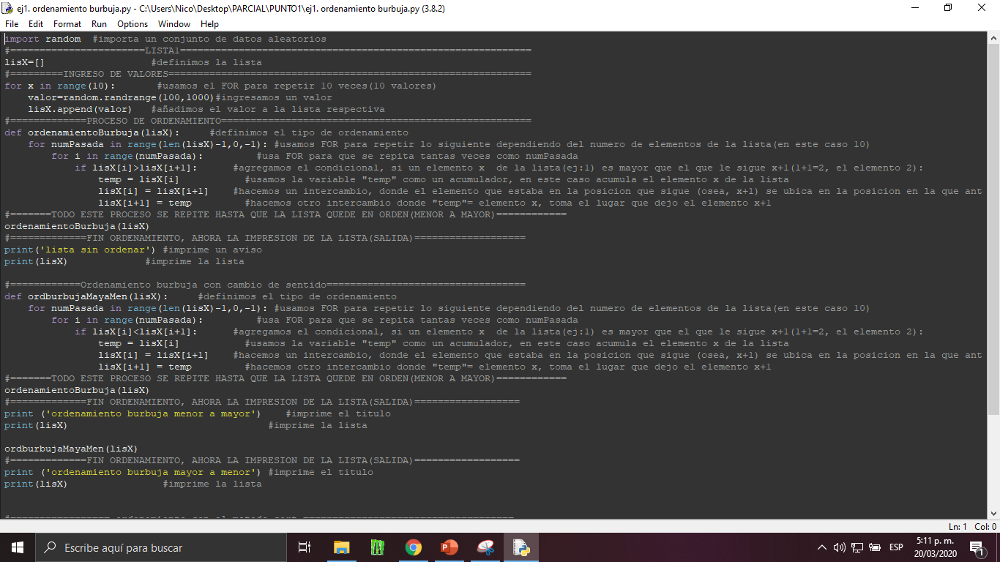 ej1. ordenamiento burbuja.py - C:\Users\Nico\Desktop\PARCIAL\PUNTO1\ej1. ordenamiento burbuja.py (3.8.2)
File Edit Format Run Options Window Help
import random  #importa un conjunto de datos aleatorios
#=======================LISTA1============================================================
lisX=[]                  #definimos la lista
#=========INGRESO DE VALORES==============================================================
for x in range(10):       #usamos el FOR para repetir 10 veces(10 valores)
    valor=random.randrange(100,1000)#ingresamos un valor
    lisX.append(valor)   #añadimos el valor a la lista respectiva
#=============PROCESO DE ORDENAMIENTO=====================================================
def ordenamientoBurbuja(lisX):     #definimos el tipo de ordenamiento
    for numPasada in range(len(lisX)-1,0,-1): #usamos FOR para repetir lo siguiente dependiendo del numero de elementos de la lista(en este caso 10)
        for i in range(numPasada):         #usa FOR para que se repita tantas veces como numPasada
            if lisX[i]>lisX[i+1]:      #agregamos el condicional, si un elemento x  de la lista(ej:1) es mayor que el que le sigue x+1(1+1=2, el elemento 2):
                temp = lisX[i]           #usamos la variable "temp" como un acumulador, en este caso acumula el elemento x de la lista
                lisX[i] = lisX[i+1]    #hacemos un intercambio, donde el elemento que estaba en la posicion que sigue (osea, x+1) se ubica en la posicion en la que ant
                lisX[i+1] = temp         #hacemos otro intercambio donde "temp"= elemento x, toma el lugar que dejo el elemento x+1
#=======TODO ESTE PROCESO SE REPITE HASTA QUE LA LISTA QUEDE EN ORDEN(MENOR A MAYOR)============
ordenamientoBurbuja(lisX)
#=============FIN ORDENAMIENTO, AHORA LA IMPRESION DE LA LISTA(SALIDA)===================
print('lista sin ordenar') #imprime un aviso
print(lisX)             #imprime la lista
#============Ordenamiento burbuja con cambio de sentido==================================
def ordburbujaMayaMen(lisX):     #definimos el tipo de ordenamiento
    for numPasada in range(len(lisX)-1,0,-1): #usamos FOR para repetir lo siguiente dependiendo del numero de elementos de la lista(en este caso 10)
        for i in range(numPasada):         #usa FOR para que se repita tantas veces como numPasada
            if lisX[i]<lisX[i+1]:      #agregamos el condicional, si un elemento x  de la lista(ej:1) es mayor que el que le sigue x+1(1+1=2, el elemento 2):
                temp = lisX[i]           #usamos la variable "temp" como un acumulador, en este caso acumula el elemento x de la lista
                lisX[i] = lisX[i+1]    #hacemos un intercambio, donde el elemento que estaba en la posicion que sigue (osea, x+1) se ubica en la posicion en la que ant
                lisX[i+1] = temp         #hacemos otro intercambio donde "temp"= elemento x, toma el lugar que dejo el elemento x+1
#=======TODO ESTE PROCESO SE REPITE HASTA QUE LA LISTA QUEDE EN ORDEN(MENOR A MAYOR)============
ordenamientoBurbuja(lisX)
#=============FIN ORDENAMIENTO, AHORA LA IMPRESION DE LA LISTA(SALIDA)==================
print ('ordenamiento burbuja menor a mayor')    #imprime el titulo
print(lisX)                                  #imprime la lista
ordburbujaMayaMen(lisX)
#=============FIN ORDENAMIENTO, AHORA LA IMPRESION DE LA LISTA(SALIDA)==================
print ('ordenamiento burbuja mayor a menor') #imprime el titulo
print(lisX)                #imprime la lista
#================= ordenamiento con el metodo sort ====================================
Ln: 1 Col: 0
Escribe aquí para buscar
ESP
5:11 p. m.
20/03/2020
1